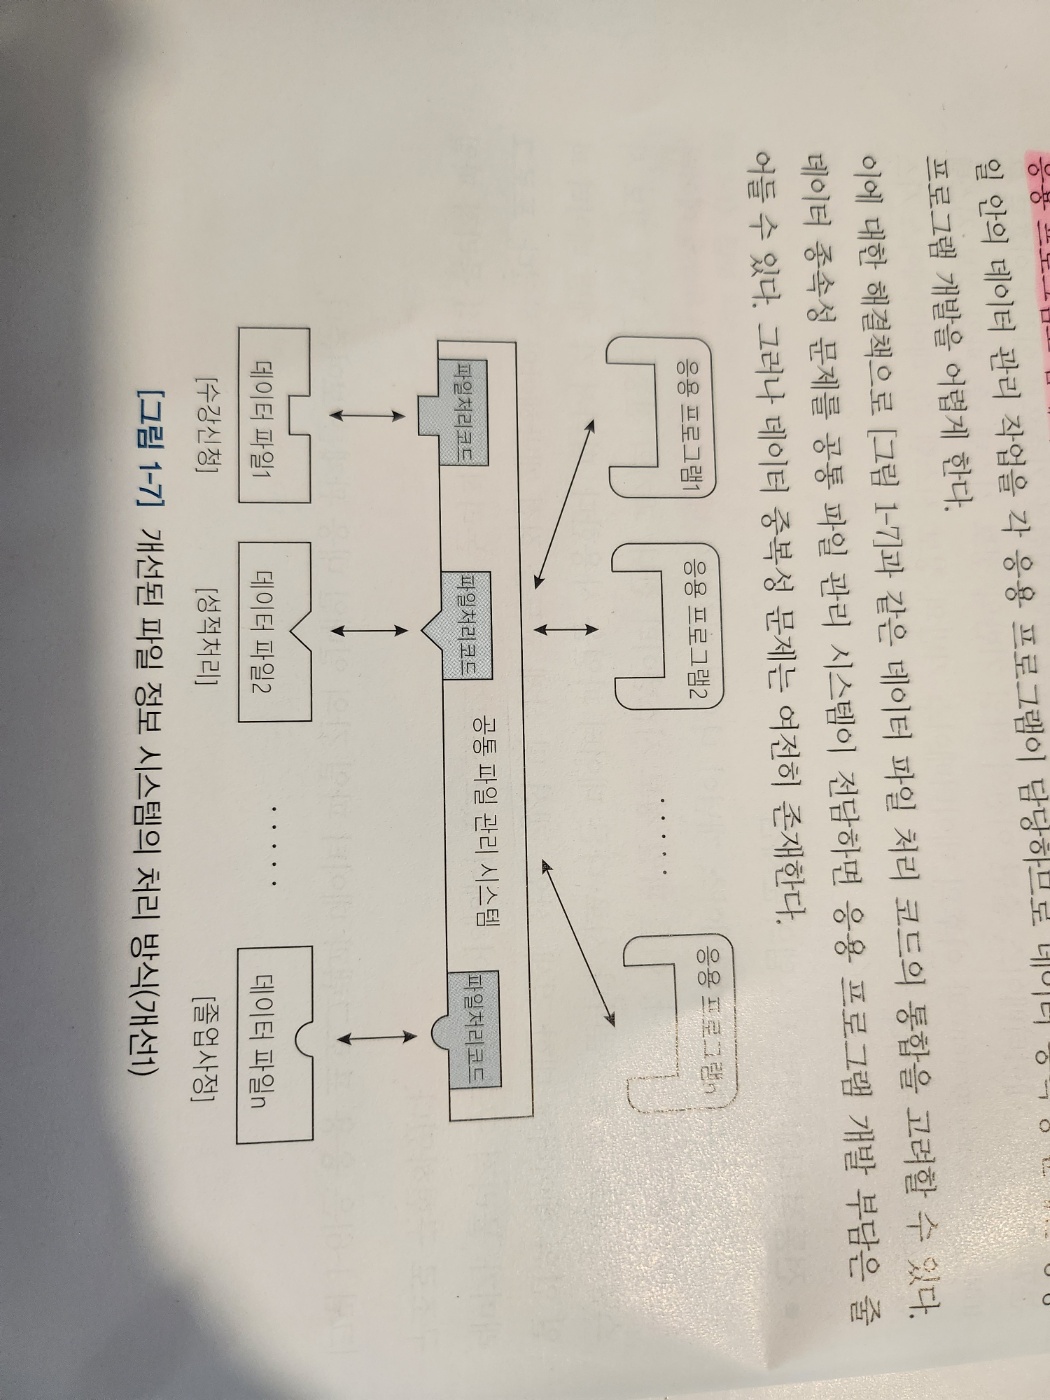 응용 프로그램
일 안의 데이터 관리 작업을 각 응용 프로그램이 담당하므로 데이터
프로그램 개발을 어렵게 한다.
이에 대한 해결책으로 [그림 1-7]과 같은 데이터 파일 처리 코드의 통합을 고려할 수 있다.
데이터 종속성 문제를 공통 파일 관리 시스템이 전담하면 응용 프로그램 개발 부담은 줄
어들 수 있다. 그러나 데이터 중복성 문제는 여전히 존재한다.
응용 프로그램1 응용 프로그램2 ····· 응용 프로그램n
공통 파일 관리 시스템
파일처리코드 파일처리코드 파일처리코드
데이터 파일1 데이터 파일2 ····· 데이터 파일n
[수강신청] [성적처리] [졸업사정]
[그림 1-7] 개선된 파일 정보 시스템의 처리 방식(개선1)